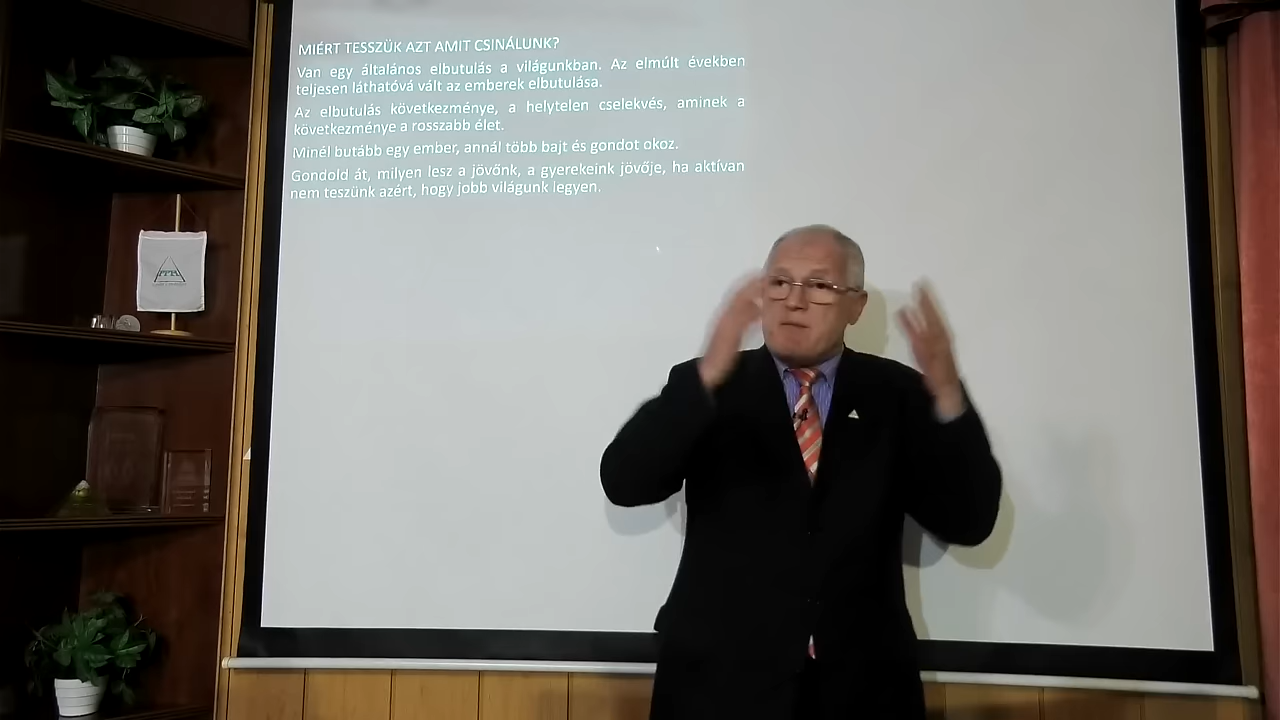 MIÉRT TESSZÜK AZT AMIT CSINÁLUNK?
Van egy általános elbutulás a világunkban. Az elmúlt években
teljesen láthatóvá vált az emberek elbutulása.
Az elbutulás következménye, a helytelen cselekvés, aminek a
következménye a rosszabb élet.
Minél butább egy ember, annál több bajt és gondot okoz.
Gondold át, milyen lesz a jövőnk, a gyerekeink jövője, ha aktívan
nem teszünk azért, hogy jobb világunk legyen.